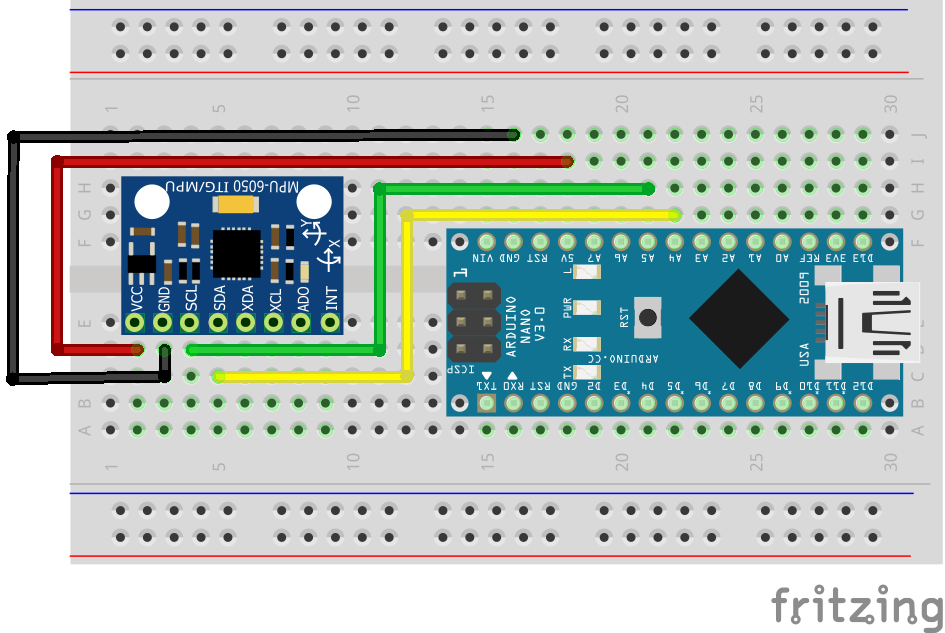 1 5 10 15 20 25 30
J
I
H
G
F
MPU-6050 ITG/MPU
Y
X
VCC GND SCL SDA XDA XCL ADO INT
VIN GND RST 5V A7 A6 A5 A4 A3 A2 A1 A0 REF 3V3 D13
1
L
PWR
RX
TX
ARDUINO
NANO
V3.0
ICSP
RST
ARDUINO.CC
2009
USA
TX1 RX0 RST GND D2 D3 D4 D5 D6 D7 D8 D9 D10 D11 D12
E
C
B
B
A
A
1 5 10 15 20 25 30
fritzing